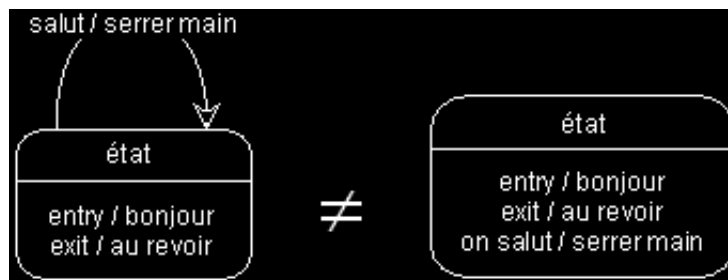 salut / serrer main
état
entry / bonjour
exit / au revoir
≠
état
entry / bonjour
exit / au revoir
on salut / serrer main